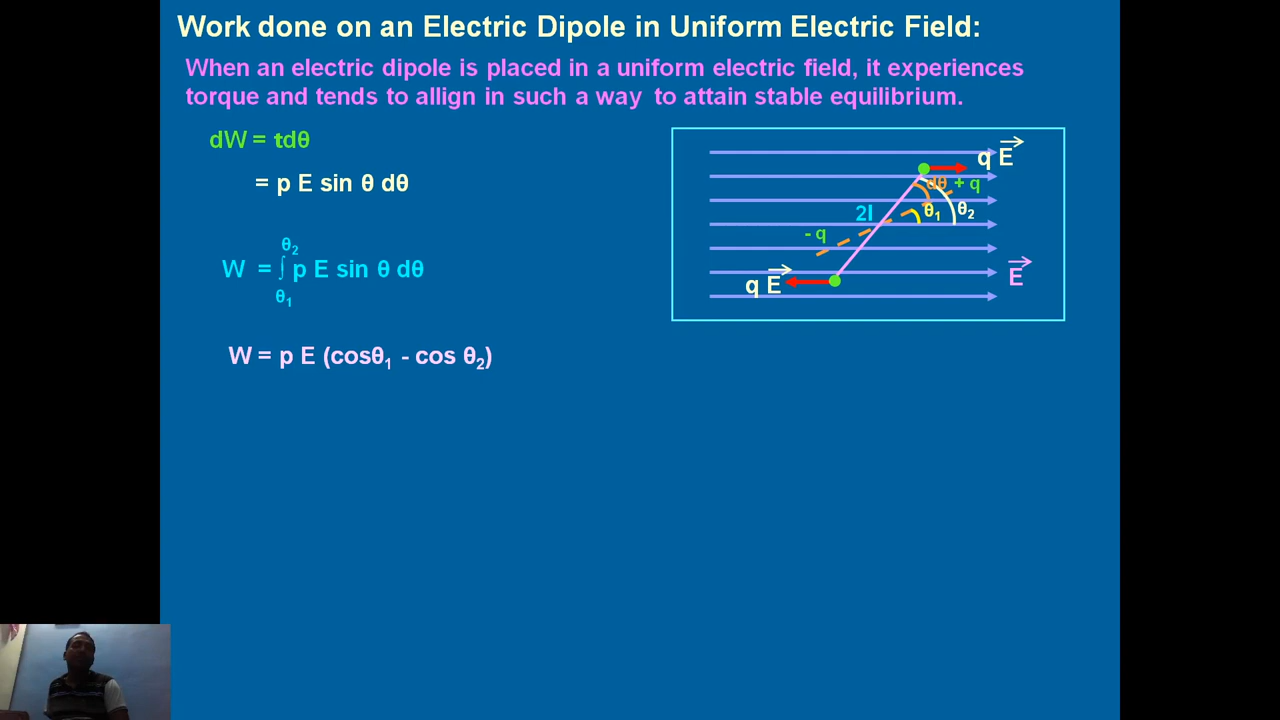 Work done on an Electric Dipole in Uniform Electric Field:
When an electric dipole is placed in a uniform electric field, it experiences
torque and tends to allign in such a way to attain stable equilibrium.
dW = tdθ
= p E sin θ dθ
θ₂
W = ∫ p E sin θ dθ
θ₁
W = p E (cosθ₁ - cos θ₂)
q E
dθ + q
2l
θ₁
θ₂
- q
E
q E